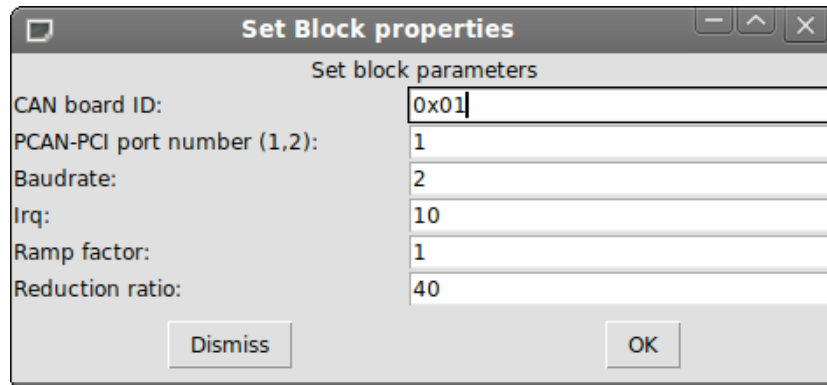 Set Block properties
Set block parameters
CAN board ID: 0x01
PCAN-PCI port number (1,2): 1
Baudrate: 2
Irq: 10
Ramp factor: 1
Reduction ratio: 40
Dismiss OK